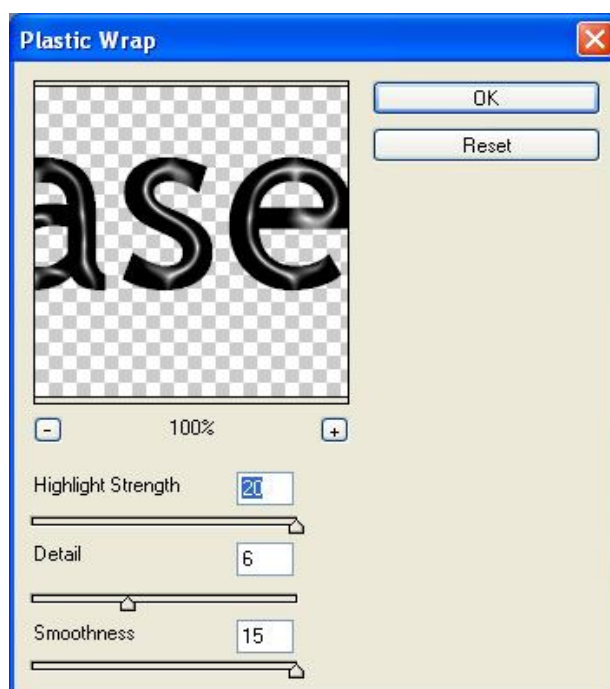 Plastic Wrap
OK
Reset
ase
- 100% +
Highlight Strength 20
Detail 6
Smoothness 15